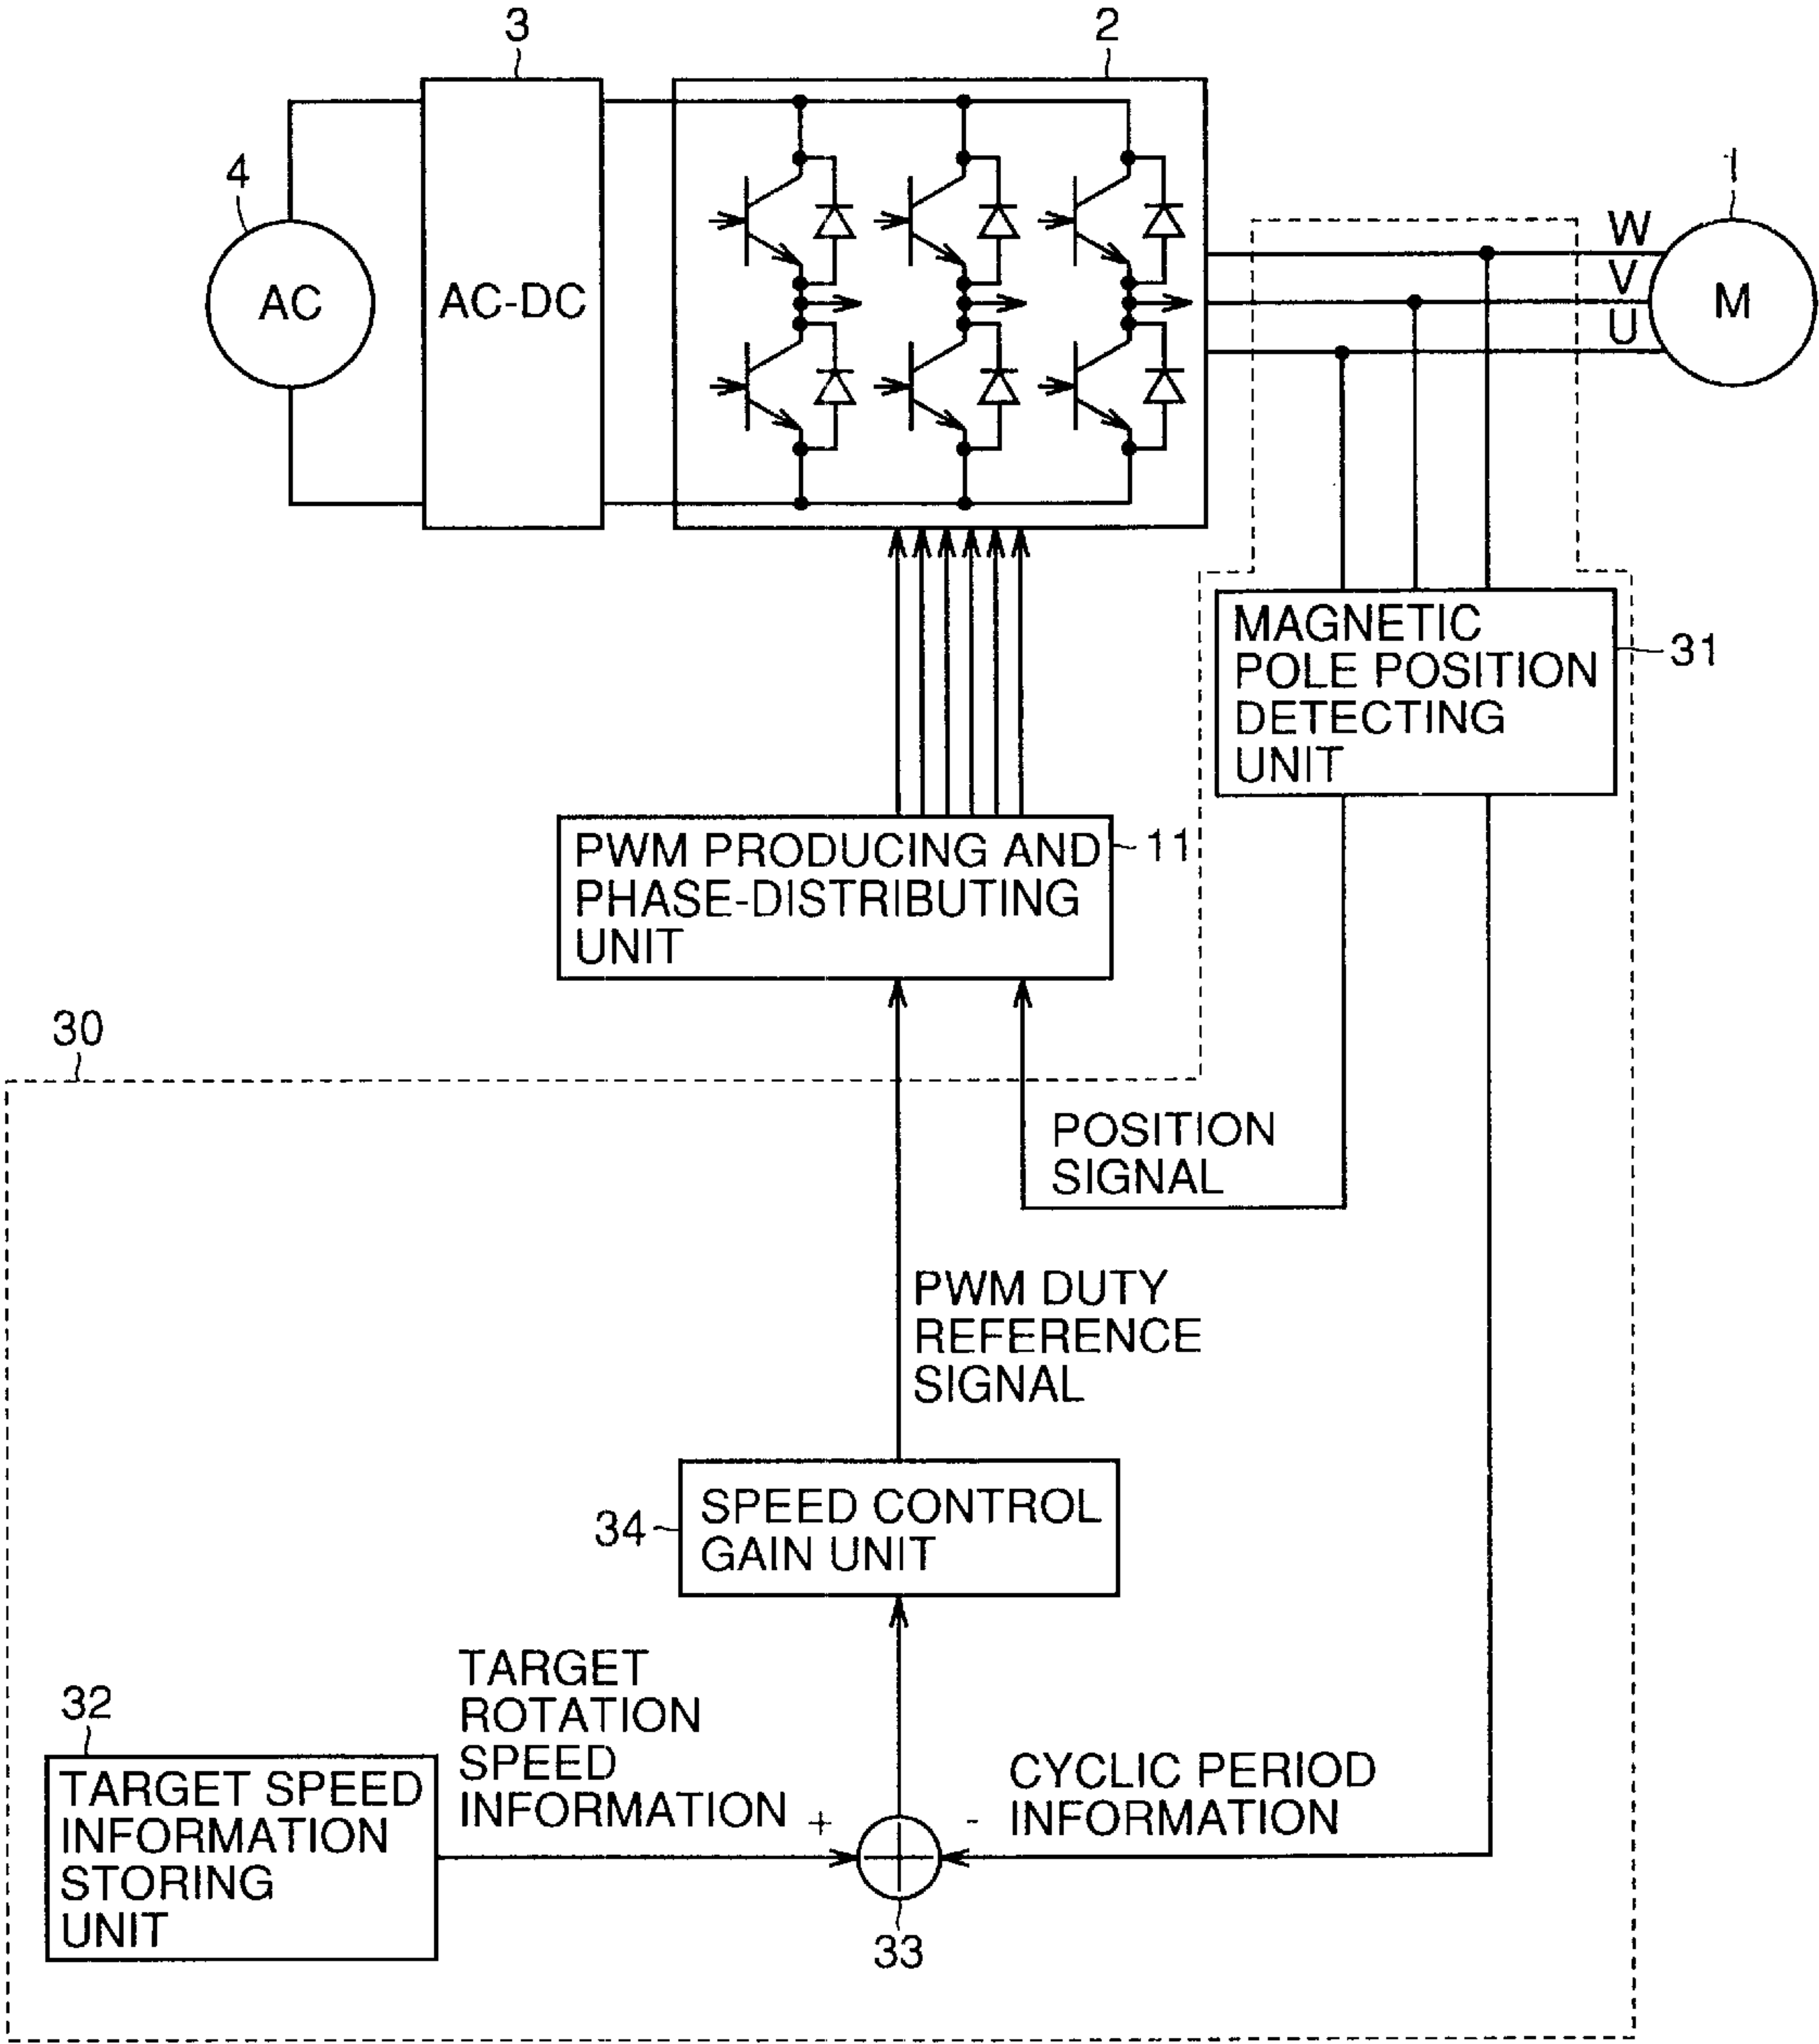 3
2
4
1
AC
AC-DC
W
V
U
M
MAGNETIC
POLE POSITION
DETECTING
UNIT
31
PWM PRODUCING AND
PHASE-DISTRIBUTING
UNIT
11
30
POSITION
SIGNAL
PWM DUTY
REFERENCE
SIGNAL
34
SPEED CONTROL
GAIN UNIT
32
TARGET
ROTATION
SPEED
INFORMATION
+
-
CYCLIC PERIOD
INFORMATION
TARGET SPEED
INFORMATION
STORING
UNIT
33